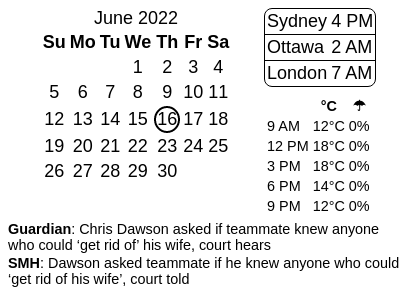 June 2022
Su Mo Tu We Th Fr Sa
1 2 3 4
5 6 7 8 9 10 11
12 13 14 15 16 17 18
19 20 21 22 23 24 25
26 27 28 29 30
Sydney 4 PM
Ottawa 2 AM
London 7 AM
°C ☂
9 AM 12°C 0%
12 PM 18°C 0%
3 PM 18°C 0%
6 PM 14°C 0%
9 PM 12°C 0%
Guardian: Chris Dawson asked if teammate knew anyone
who could ‘get rid of’ his wife, court hears
SMH: Dawson asked teammate if he knew anyone who could
‘get rid of his wife’, court told